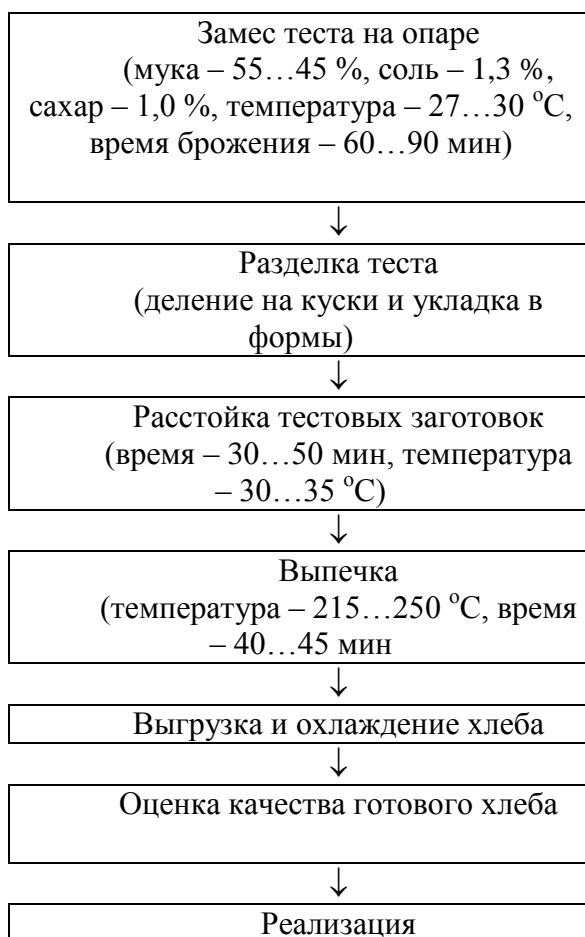 Замес теста на опаре
(мука – 55…45 %, соль – 1,3 %,
сахар – 1,0 %, температура – 27…30 °С,
время брожения – 60…90 мин)
↓
Разделка теста
(деление на куски и укладка в
формы)
↓
Расстойка тестовых заготовок
(время – 30…50 мин, температура
– 30…35 °С)
↓
Выпечка
(температура – 215…250 °С, время
– 40…45 мин
↓
Выгрузка и охлаждение хлеба
↓
Оценка качества готового хлеба
↓
Реализация